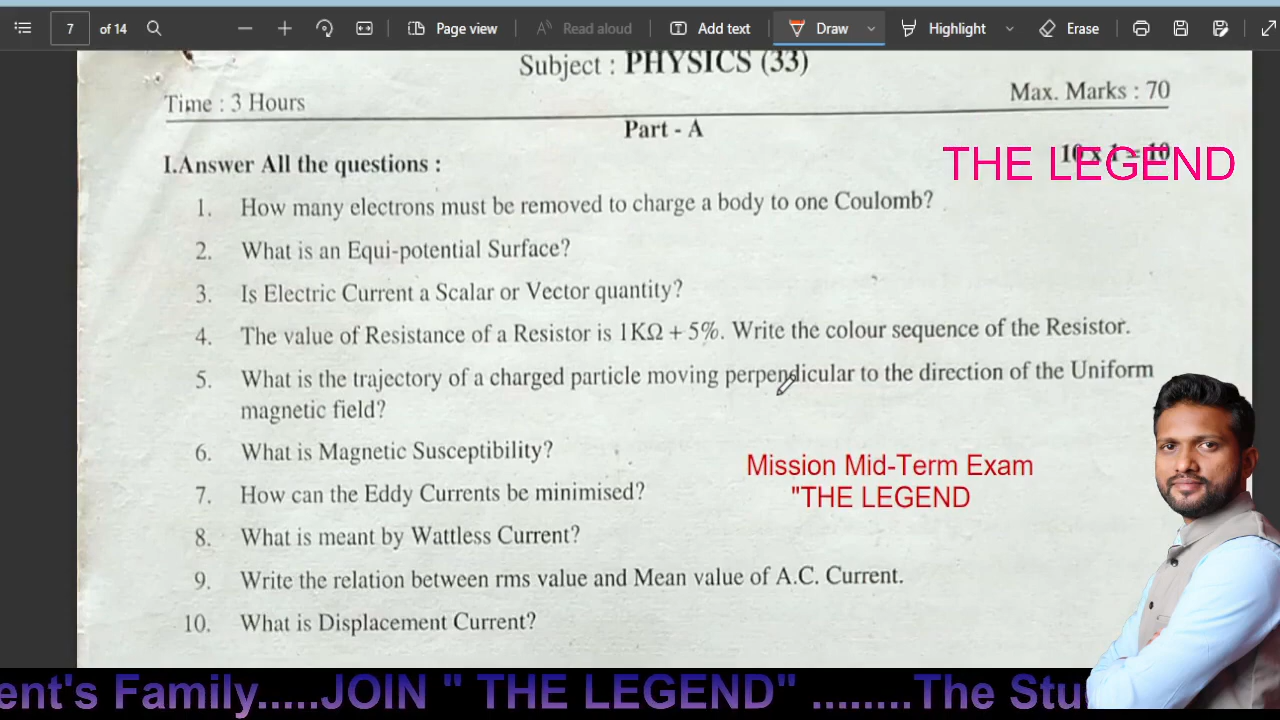 7 of 14 Page view Read aloud Draw Highlight Erase
Add text
Subject : PHYSICS (33)
Time : 3 Hours Max. Marks : 70
Part - A
I.Answer All the questions : 10 x 1 = 10
THE LEGEND
1. How many electrons must be removed to charge a body to one Coulomb?
2. What is an Equi-potential Surface?
3. Is Electric Current a Scalar or Vector quantity?
4. The value of Resistance of a Resistor is 1KΩ + 5%. Write the colour sequence of the Resistor.
5. What is the trajectory of a charged particle moving perpendicular to the direction of the Uniform
magnetic field?
6. What is Magnetic Susceptibility?
Mission Mid-Term Exam
7. How can the Eddy Currents be minimised?
"THE LEGEND
8. What is meant by Wattless Current?
9. Write the relation between rms value and Mean value of A.C. Current.
10. What is Displacement Current?
ent's Family.....JOIN " THE LEGEND" ........The Stu